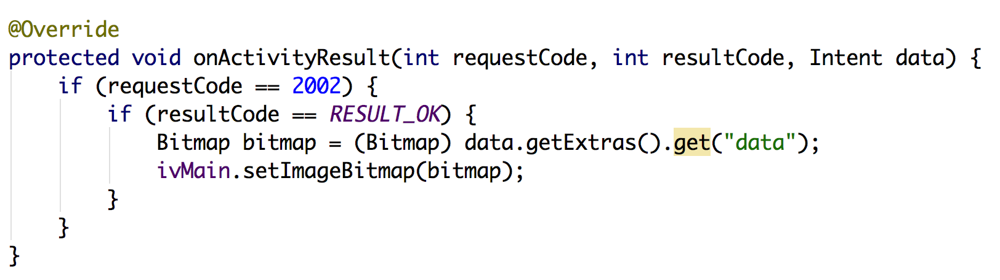 @Override
protected void onActivityResult(int requestCode, int resultCode, Intent data) {
    if (requestCode == 2002) {
        if (resultCode == RESULT_OK) {
            Bitmap bitmap = (Bitmap) data.getExtras().get("data");
            ivMain.setImageBitmap(bitmap);
        }
    }
}